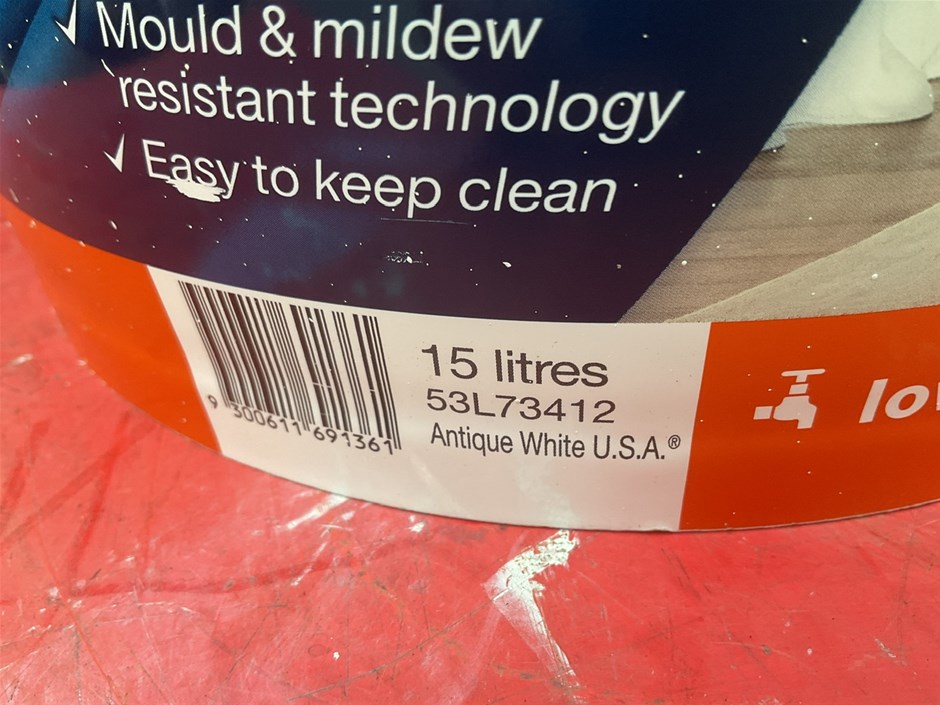 ✓ Mould & mildew
resistant technology
✓ Easy to keep clean
15 litres
53L73412
Antique White U.S.A.®
9 300611 691361